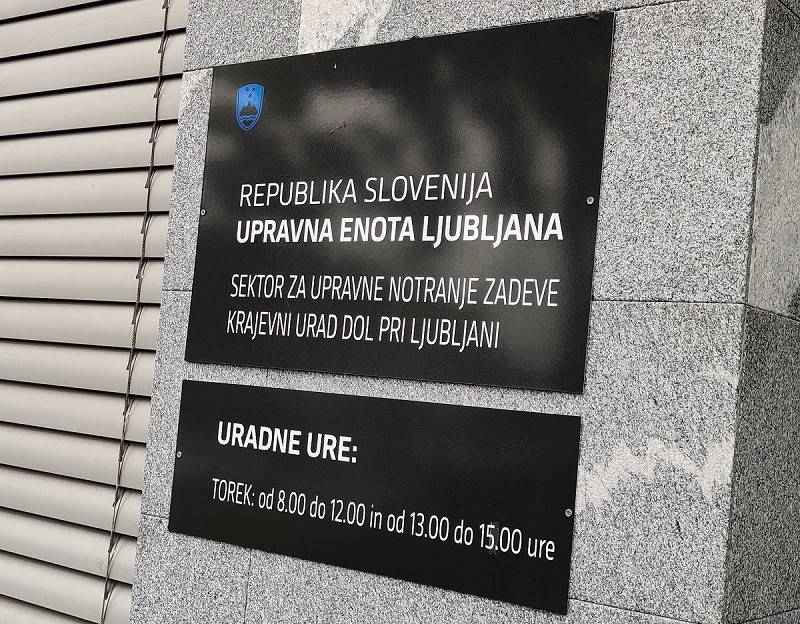 REPUBLIKA SLOVENIJA
UPRAVNA ENOTA LJUBLJANA
SEKTOR ZA UPRAVNE NOTRANJE ZADEVE
KRAJEVNI URAD DOL PRI LJUBLJANI
URADNE URE:
TOREK: od 8.00 do 12.00 in od 13.00 do 15.00 ure